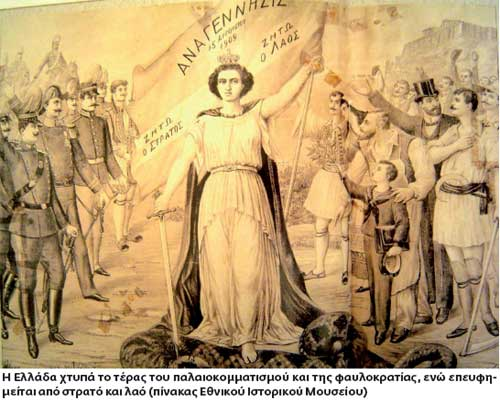 ΑΝΑΓΕΝΝΗΣΙΣ
15 ΑΥΓΟΥΣΤΟΥ
1909
ΖΗΤΩ
Ο ΛΑΟΣ
ΖΗΤΩ
Ο ΣΤΡΑΤΟΣ
Η Ελλάδα χτυπά το τέρας του παλαιοκομματισμού και της φαυλοκρατίας, ενώ επευφη-
μείται από στρατό και λαό (πίνακας Εθνικού Ιστορικού Μουσείου)